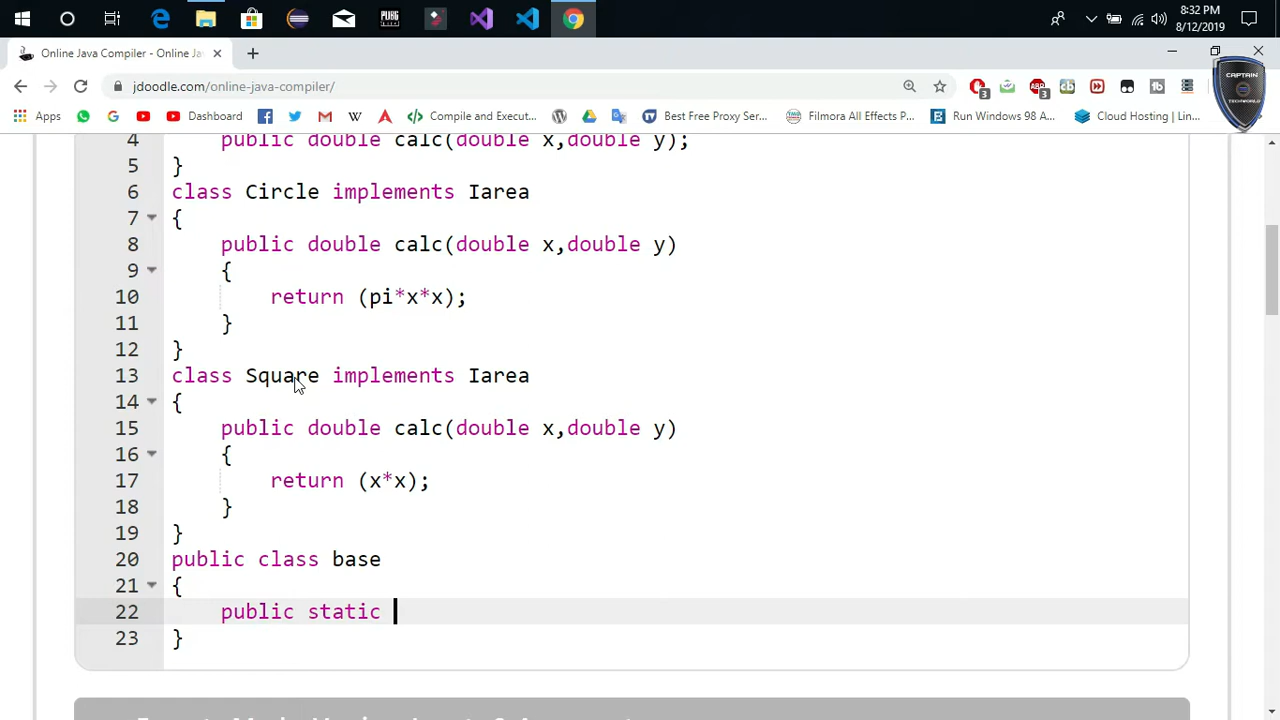 8:32 PM
8/12/2019
Online Java Compiler - Online Ja
jdoodle.com/online-java-compiler/
Apps Dashboard Compile and Execut... Best Free Proxy Ser... Filmora All Effects P... Run Windows 98 A... Cloud Hosting | Lin...
CAPTAIN
TECHWORLD
4 public double calc(double x,double y);
5 }
6 class Circle implements Iarea
7 {
8 public double calc(double x,double y)
9 {
10 return (pi*x*x);
11 }
12 }
13 class Square implements Iarea
14 {
15 public double calc(double x,double y)
16 {
17 return (x*x);
18 }
19 }
20 public class base
21 {
22 public static
23 }